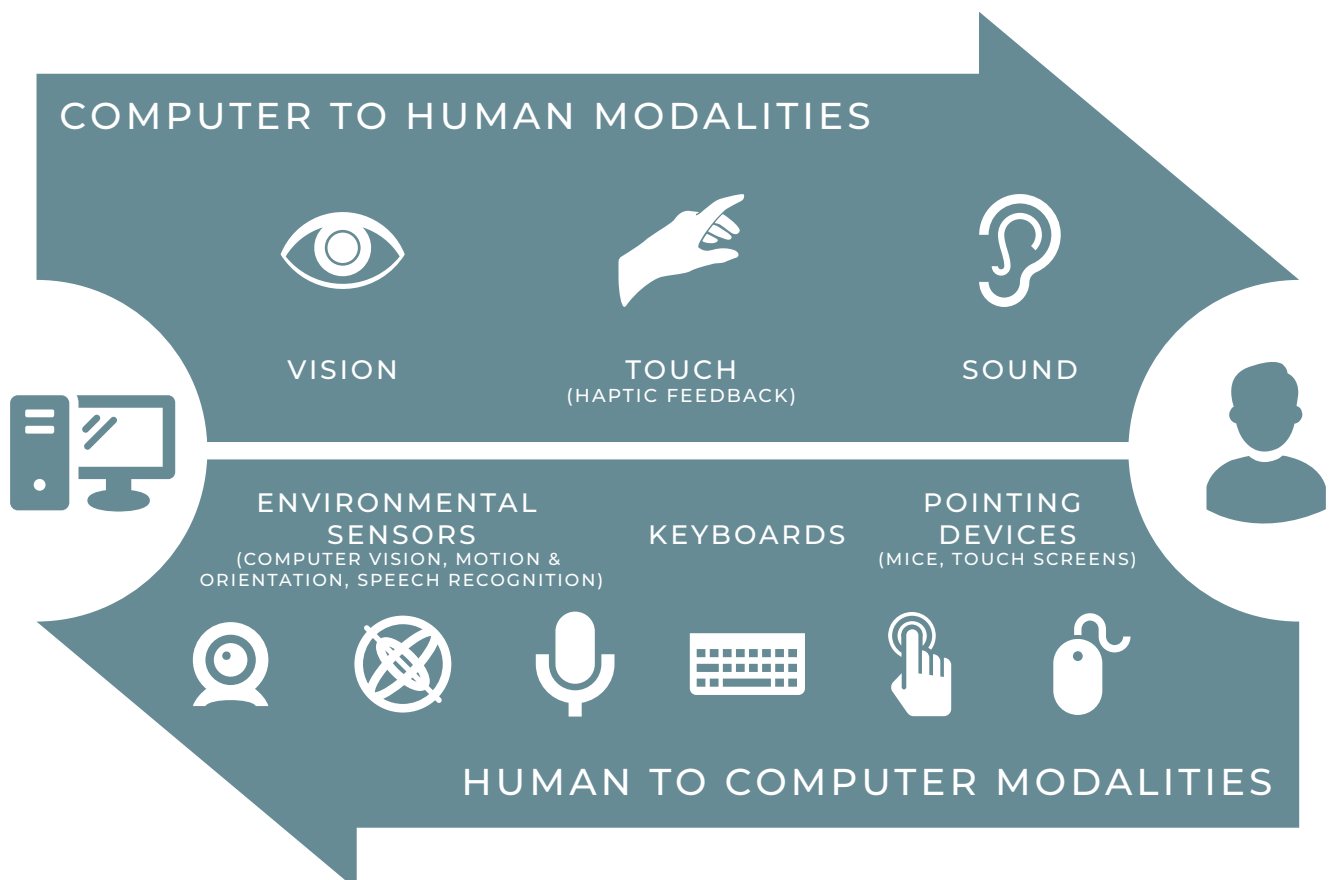 COMPUTER TO HUMAN MODALITIES
VISION
TOUCH
(HAPTIC FEEDBACK)
SOUND
ENVIRONMENTAL
SENSORS
(COMPUTER VISION, MOTION &
ORIENTATION, SPEECH RECOGNITION)
KEYBOARDS
POINTING
DEVICES
(MICE, TOUCH SCREENS)
HUMAN TO COMPUTER MODALITIES